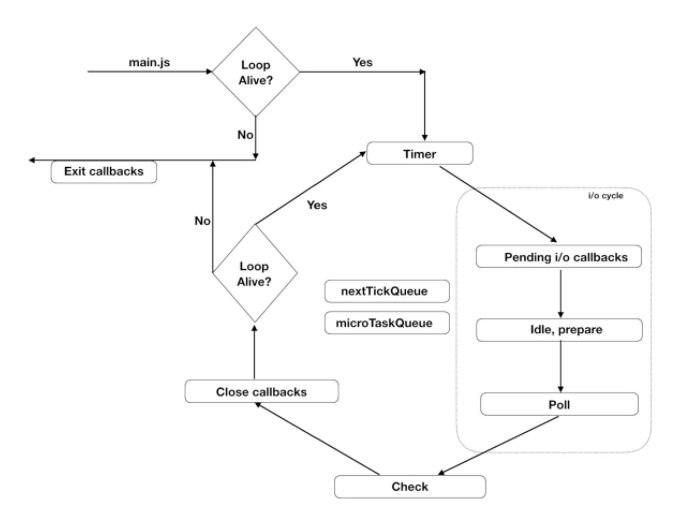 main.js
Loop
Alive?
Yes
No
Exit callbacks
Timer
i/o cycle
No
Yes
Pending i/o callbacks
Loop
Alive?
nextTickQueue
microTaskQueue
Idle, prepare
Close callbacks
Poll
Check